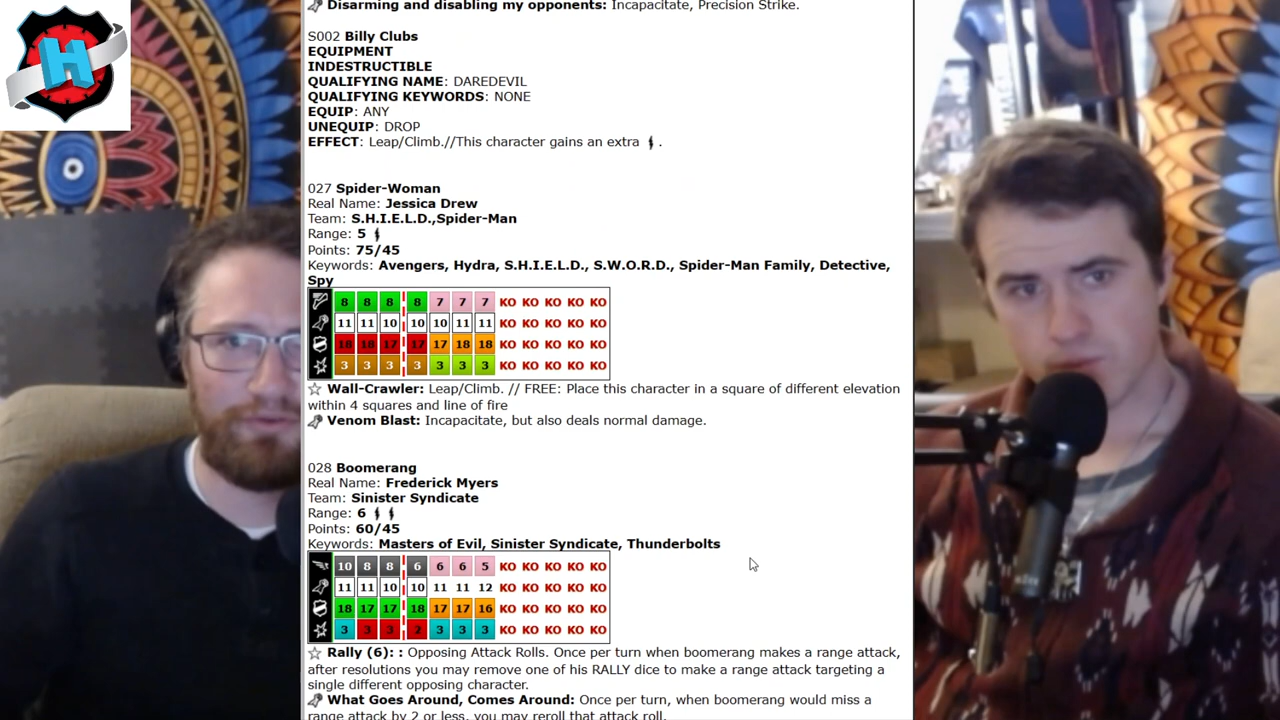 H
Disarming and disabling my opponents: Incapacitate, Precision Strike.
S002 Billy Clubs
EQUIPMENT
INDESTRUCTIBLE
QUALIFYING NAME: DAREDEVIL
QUALIFYING KEYWORDS: NONE
EQUIP: ANY
UNEQUIP: DROP
EFFECT: Leap/Climb.//This character gains an extra .
027 Spider-Woman
Real Name: Jessica Drew
Team: S.H.I.E.L.D.,Spider-Man
Range: 5
Points: 75/45
Keywords: Avengers, Hydra, S.H.I.E.L.D., S.W.O.R.D., Spider-Man Family, Detective,
Spy
8 8 8 8 7 7 7 KO KO KO KO KO
11 11 10 10 10 11 11 KO KO KO KO KO
18 18 17 17 17 18 18 KO KO KO KO KO
3 3 3 3 3 3 3 KO KO KO KO KO
Wall-Crawler: Leap/Climb. // FREE: Place this character in a square of different elevation
within 4 squares and line of fire
Venom Blast: Incapacitate, but also deals normal damage.
028 Boomerang
Real Name: Frederick Myers
Team: Sinister Syndicate
Range: 6
Points: 60/45
Keywords: Masters of Evil, Sinister Syndicate, Thunderbolts
10 8 8 6 6 6 5 KO KO KO KO KO
11 11 10 10 11 11 12 KO KO KO KO KO
18 17 17 18 17 17 16 KO KO KO KO KO
3 3 3 2 3 3 3 KO KO KO KO KO
Rally (6): : Opposing Attack Rolls. Once per turn when boomerang makes a range attack,
after resolutions you may remove one of his RALLY dice to make a range attack targeting a
single different opposing character.
What Goes Around, Comes Around: Once per turn, when boomerang would miss a
range attack by 2 or less, you may reroll that attack roll.